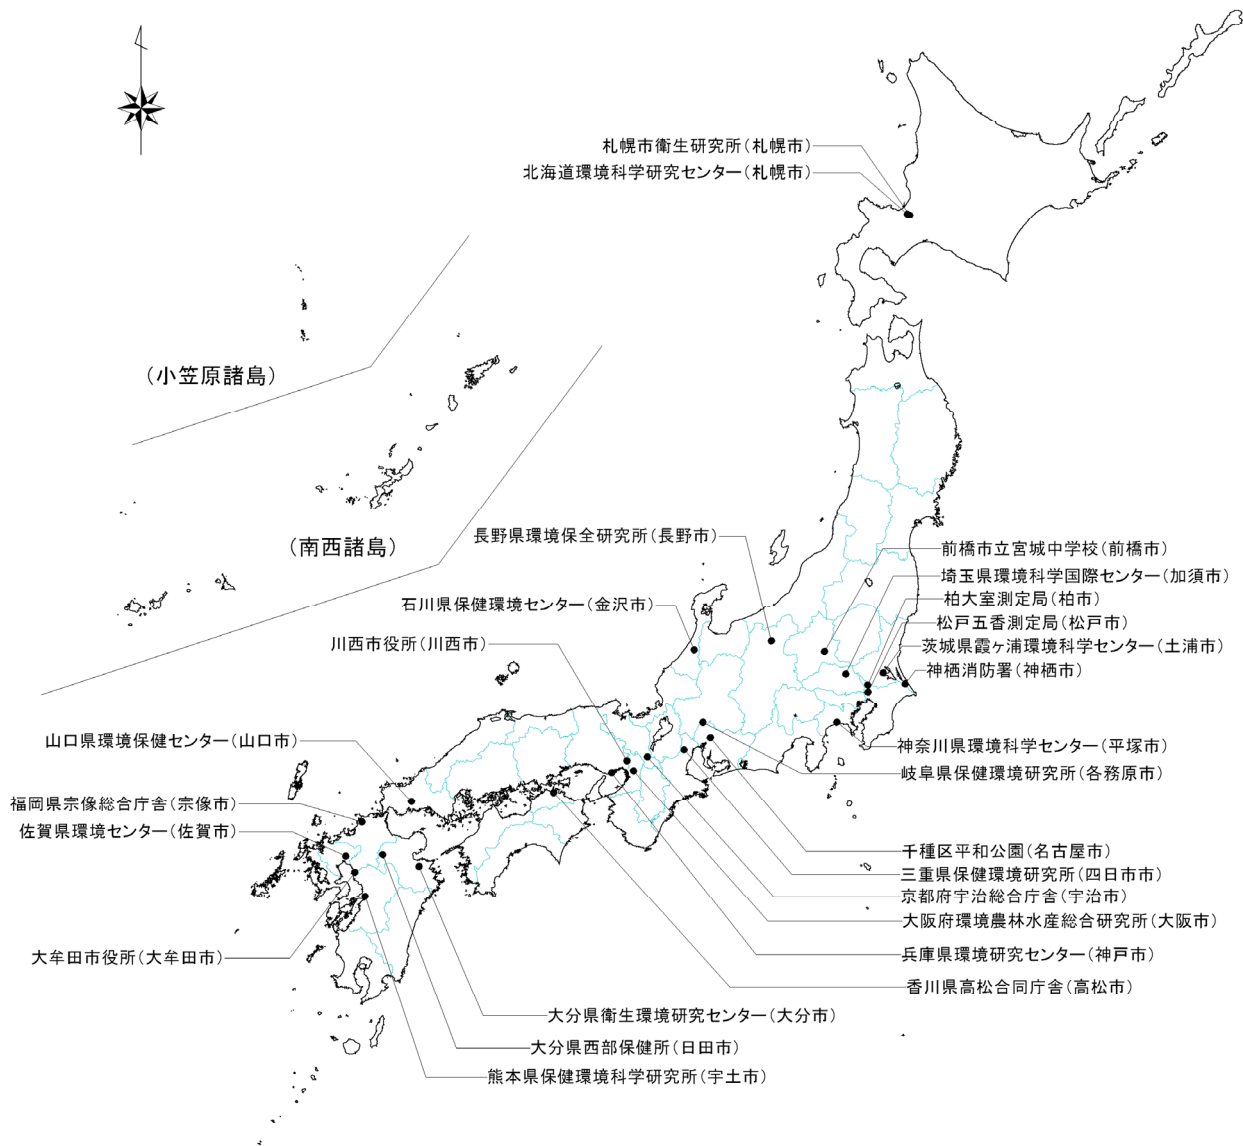 札幌市衛生研究所(札幌市)
北海道環境科学研究センター(札幌市)
(小笠原諸島)
(南西諸島)
長野県環境保全研究所(長野市)
石川県保健環境センター(金沢市)
川西市役所(川西市)
山口県環境保健センター(山口市)
福岡県宗像総合庁舎(宗像市)
佐賀県環境センター(佐賀市)
大牟田市役所(大牟田市)
前橋市立宮城中学校(前橋市)
埼玉県環境科学国際センター(加須市)
柏大室測定局(柏市)
松戸五香測定局(松戸市)
茨城県霞ヶ浦環境科学センター(土浦市)
神栖消防署(神栖市)
神奈川県環境科学センター(平塚市)
岐阜県保健環境研究所(各務原市)
千種区平和公園(名古屋市)
三重県保健環境研究所(四日市市)
京都府宇治総合庁舎(宇治市)
大阪府環境農林水産総合研究所(大阪市)
兵庫県環境研究センター(神戸市)
香川県高松合同庁舎(高松市)
大分県衛生環境研究センター(大分市)
大分県西部保健所(日田市)
熊本県保健環境科学研究所(宇土市)